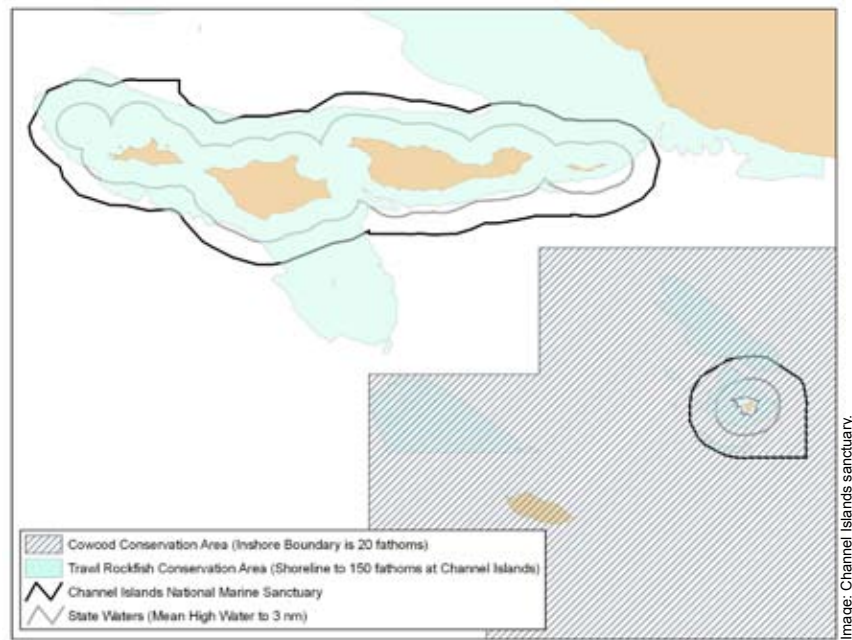 Cowcod Conservation Area (Inshore Boundary is 20 fathoms)
Trawl Rockfish Conservation Area (Shoreline to 150 fathoms at Channel Islands)
Channel Islands National Marine Sanctuary
State Waters (Mean High Water to 3 nm)
Image: Channel Islands sanctuary.